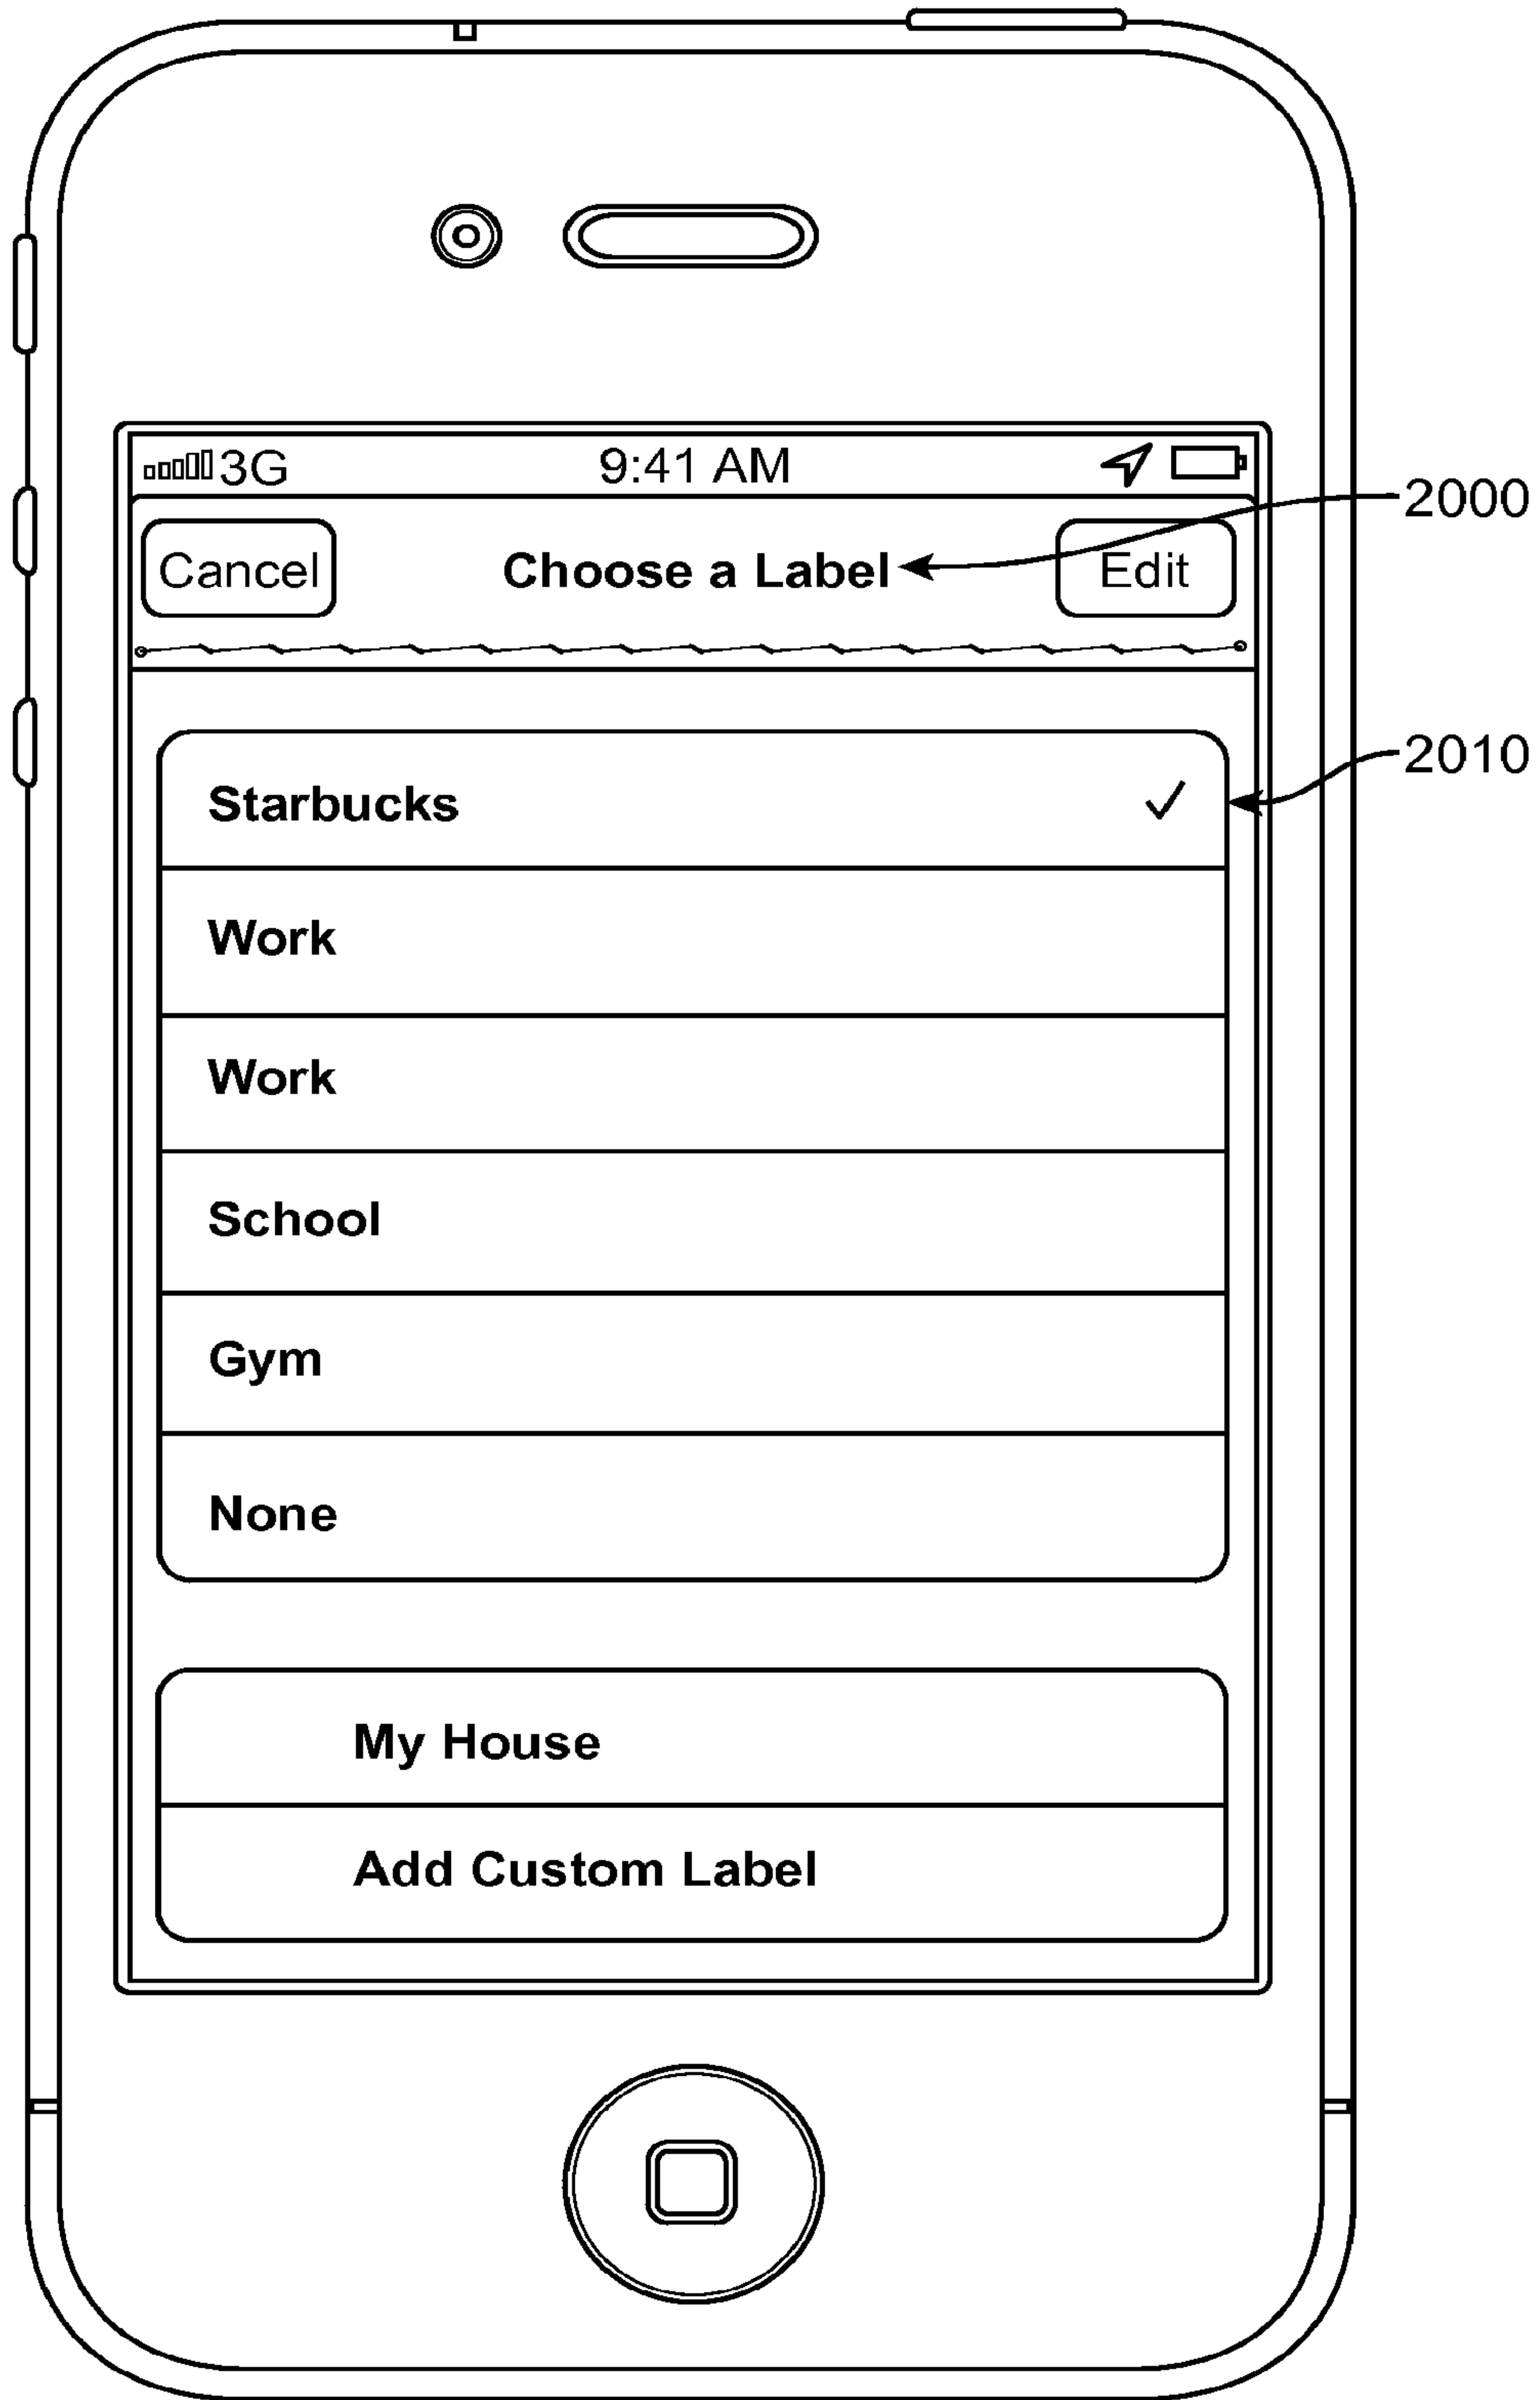 3G 9:41 AM
2000
Cancel Choose a Label Edit
2010
Starbucks
Work
Work
School
Gym
None
My House
Add Custom Label